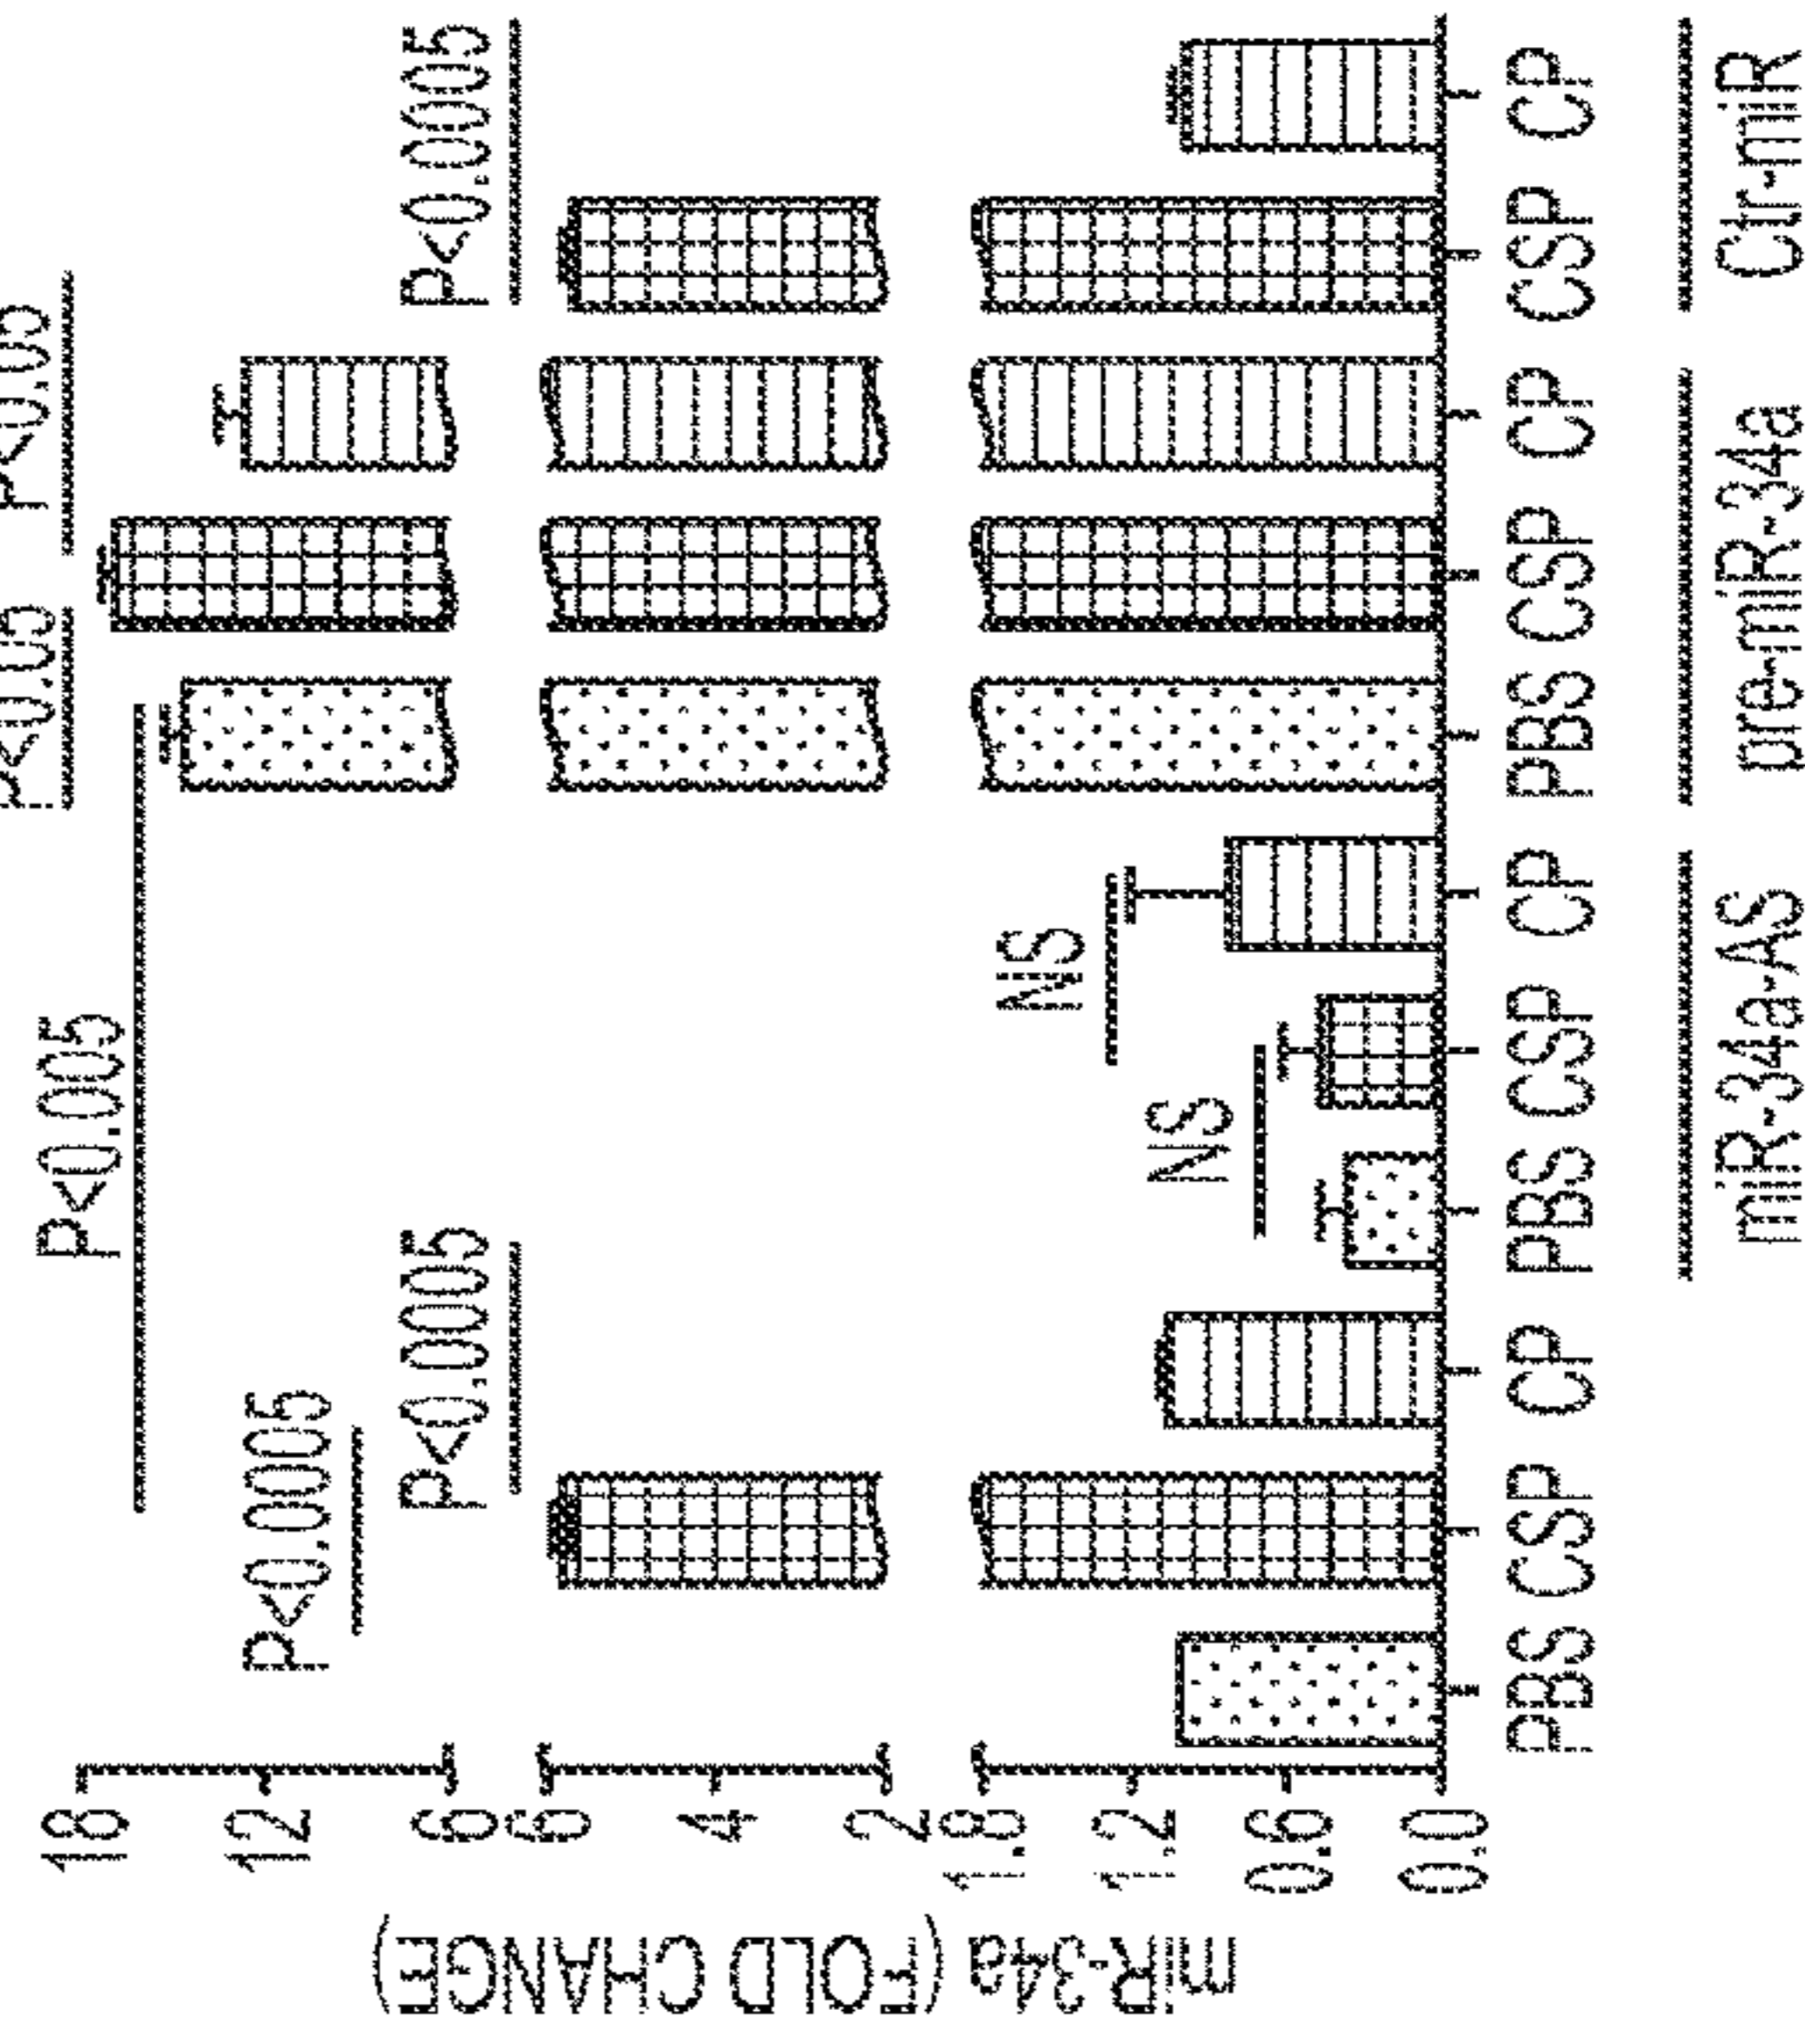 miR-34a (FOLD CHANGE)
18
12
6
6
4
2
1.8
1.2
0.6
0.0
P<0.005
P<0.05
P<0.05
P<0.0005
P<0.0005
P<0.0005
NS
NS
PBS CSP CP PBS CSP CP PBS CSP CP CSP CP
miR-34a-AS pre-miR-34a Ctr-miR